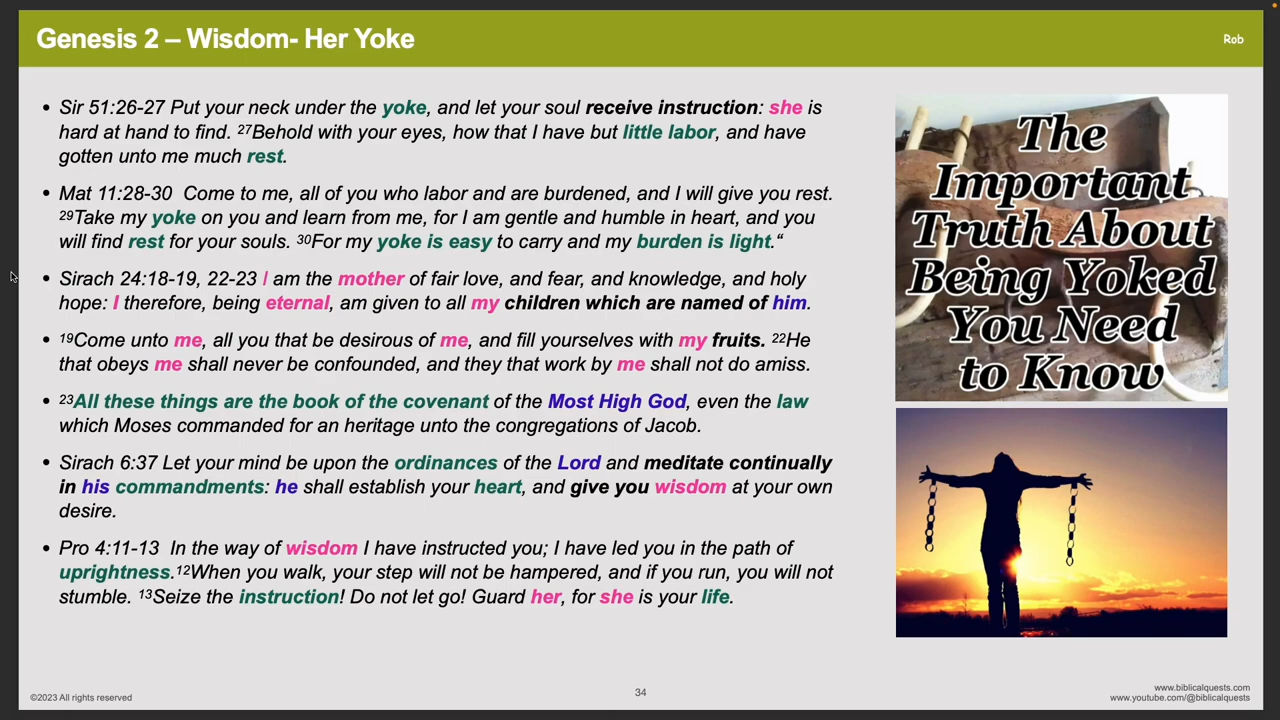 Genesis 2 – Wisdom- Her Yoke
Rob
• Sir 51:26-27 Put your neck under the yoke, and let your soul receive instruction: she is
hard at hand to find. ²⁷Behold with your eyes, how that I have but little labor, and have
gotten unto me much rest.
• Mat 11:28-30  Come to me, all of you who labor and are burdened, and I will give you rest.
²⁹Take my yoke on you and learn from me, for I am gentle and humble in heart, and you
will find rest for your souls. ³⁰For my yoke is easy to carry and my burden is light.“
• Sirach 24:18-19, 22-23 I am the mother of fair love, and fear, and knowledge, and holy
hope: I therefore, being eternal, am given to all my children which are named of him.
• ¹⁹Come unto me, all you that be desirous of me, and fill yourselves with my fruits. ²²He
that obeys me shall never be confounded, and they that work by me shall not do amiss.
• ²³All these things are the book of the covenant of the Most High God, even the law
which Moses commanded for an heritage unto the congregations of Jacob.
• Sirach 6:37 Let your mind be upon the ordinances of the Lord and meditate continually
in his commandments: he shall establish your heart, and give you wisdom at your own
desire.
• Pro 4:11-13  In the way of wisdom I have instructed you; I have led you in the path of
uprightness.¹²When you walk, your step will not be hampered, and if you run, you will not
stumble. ¹³Seize the instruction! Do not let go! Guard her, for she is your life.
The
Important
Truth About
Being Yoked
You Need
to Know
©2023 All rights reserved
34
www.biblicalquests.com
www.youtube.com/@biblicalquests